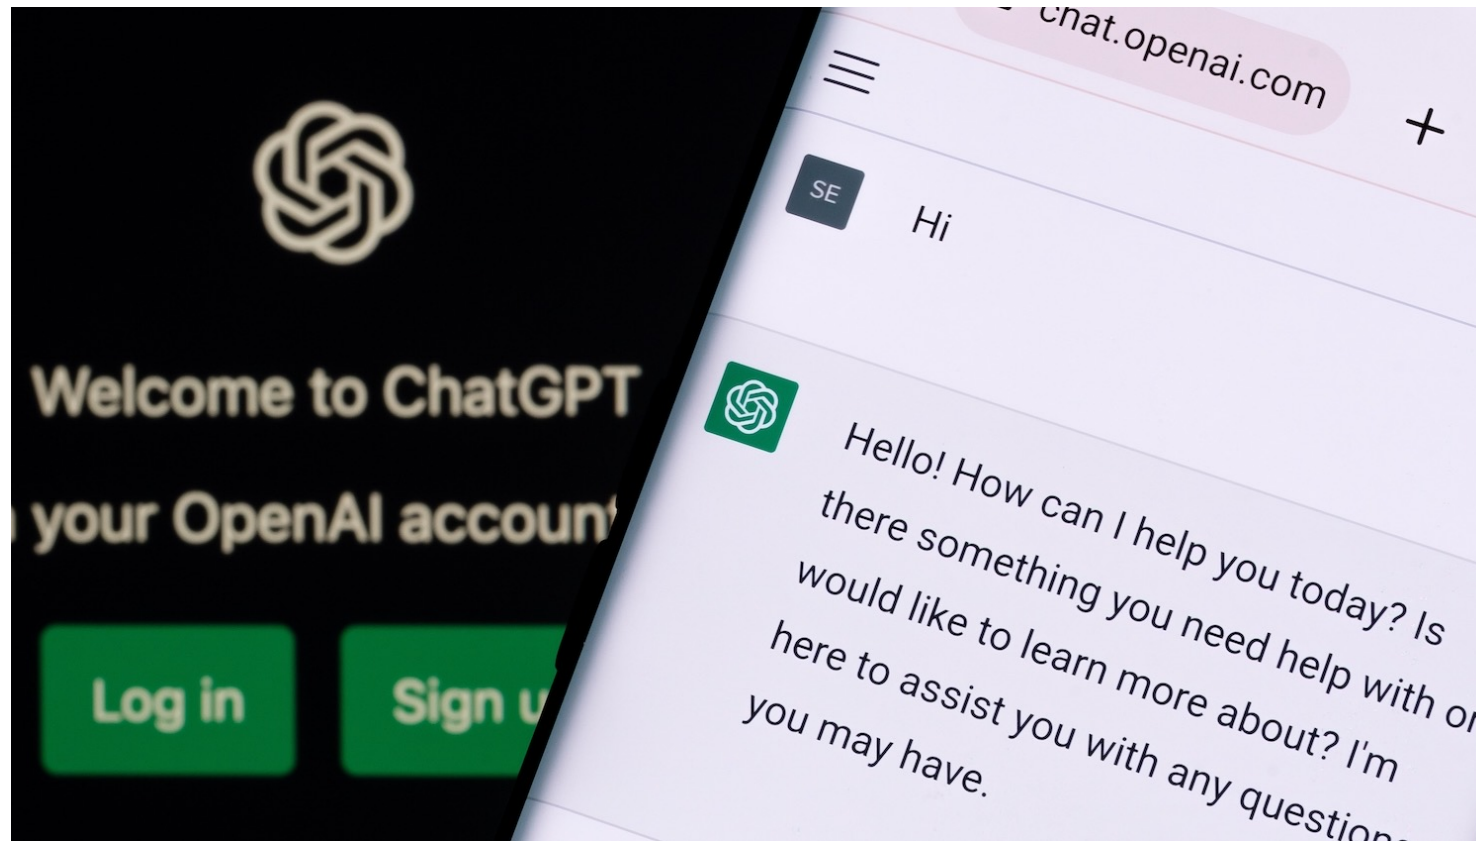 Welcome to ChatGPT
your OpenAI account
Log in
Sign u
chat.openai.com
SE
Hi
Hello! How can I help you today? Is
there something you need help with or
would like to learn more about? I'm
here to assist you with any question
you may have.